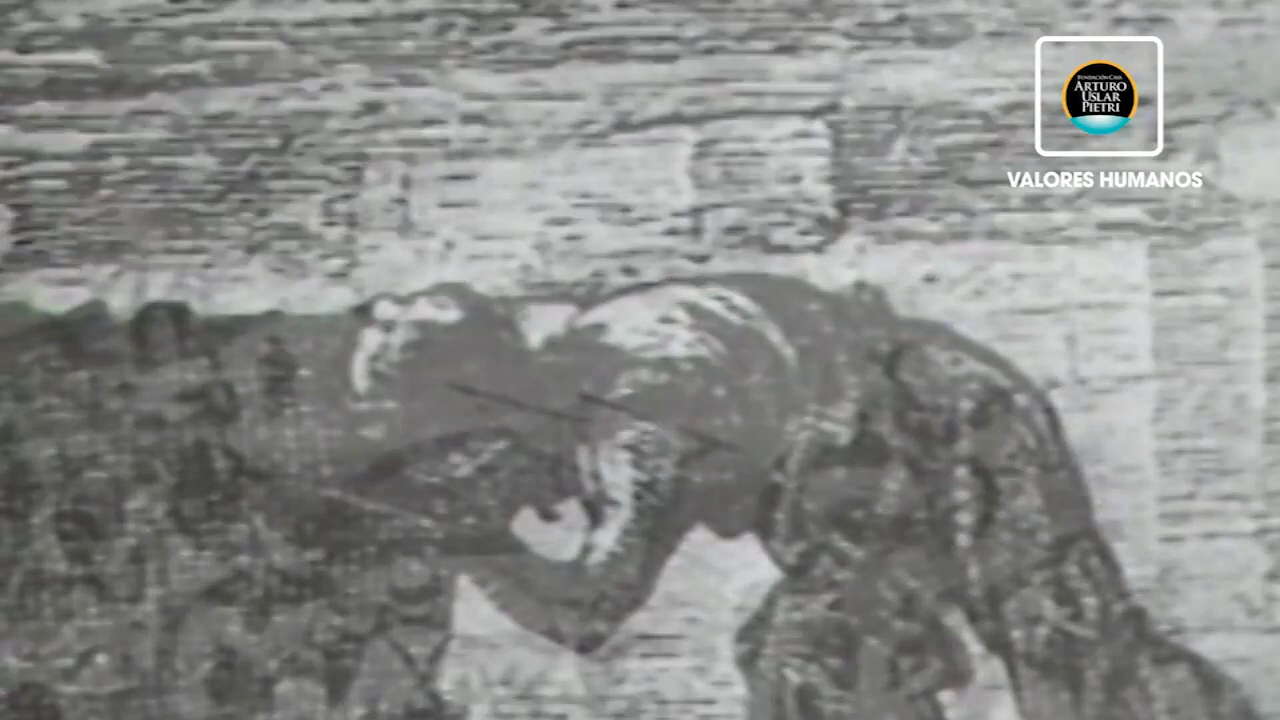 FUNDACIÓN CASA
ARTURO
USLAR
PIETRI
VALORES HUMANOS